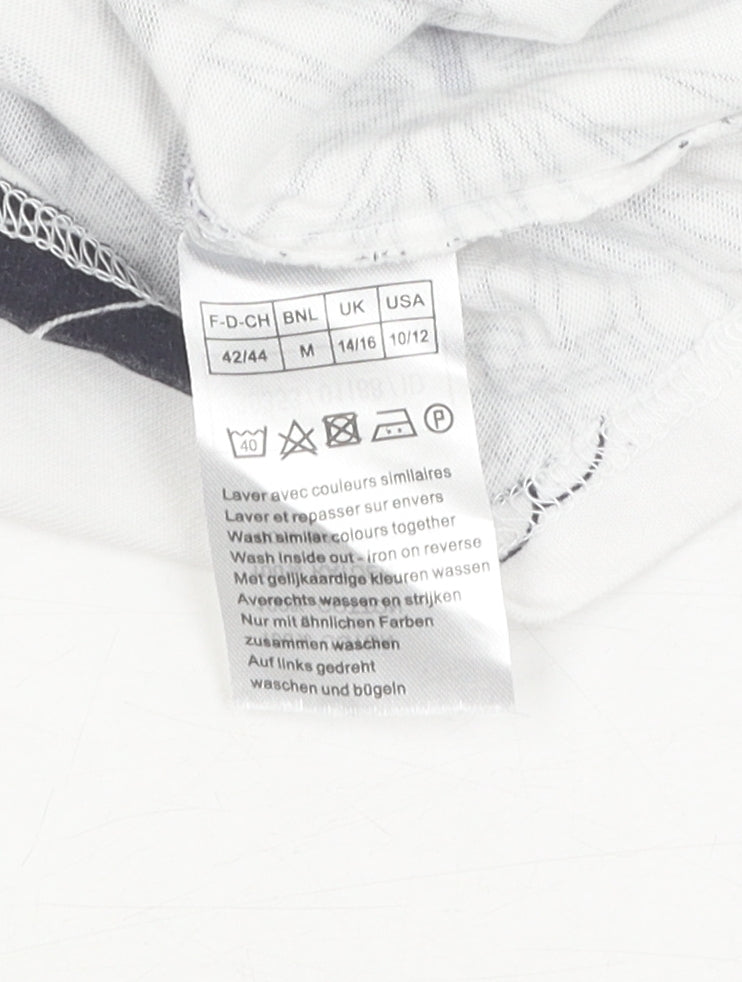 F-D-CH BNL UK USA
42/44 M 14/16 10/12
40 P
Laver avec couleurs similaires
Laver et repasser sur envers
Wash similar colours together
Wash inside out - iron on reverse
Met gelijkaardige kleuren wassen
Averechts wassen en strijken
Nur mit ähnlichen Farben
zusammen waschen
Auf links gedreht
waschen und bügeln